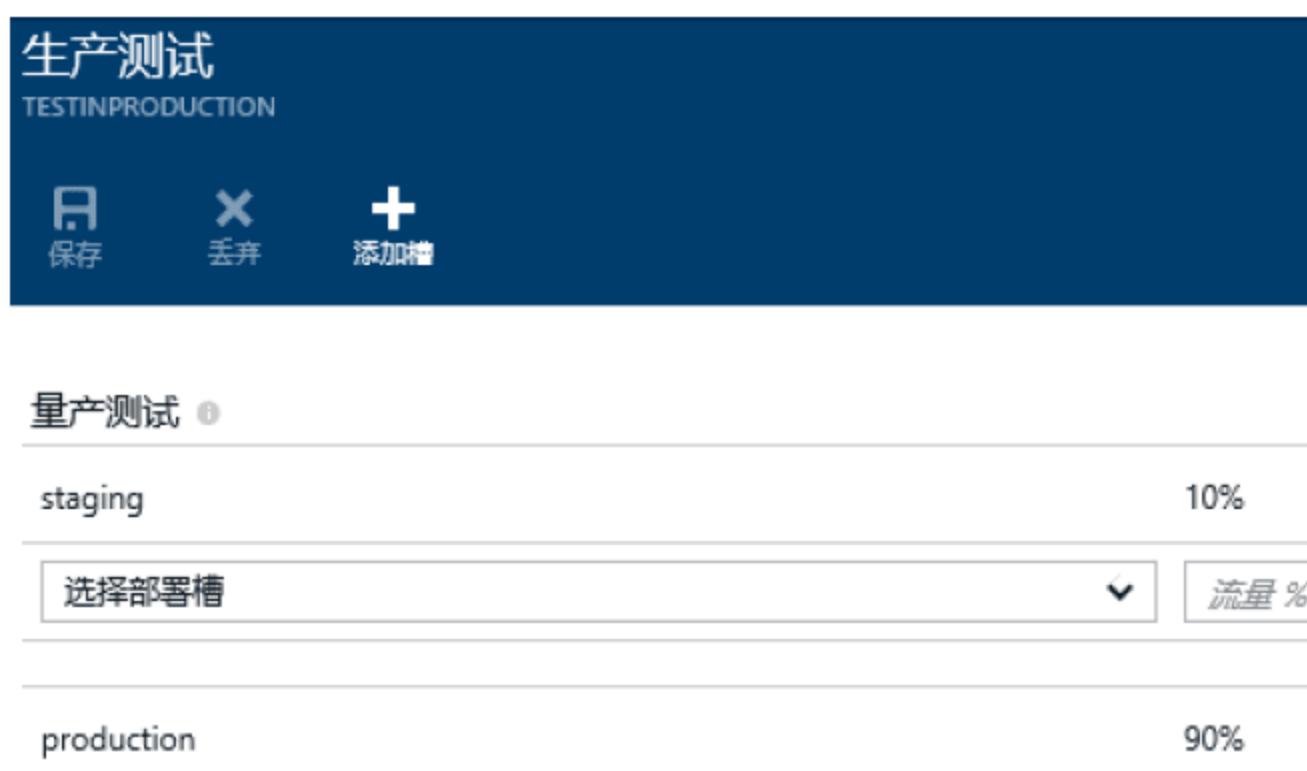 生产测试
TESTINPRODUCTION
保存 丢弃 添加槽
量产测试
staging 10%
选择部署槽 流量 %
production 90%